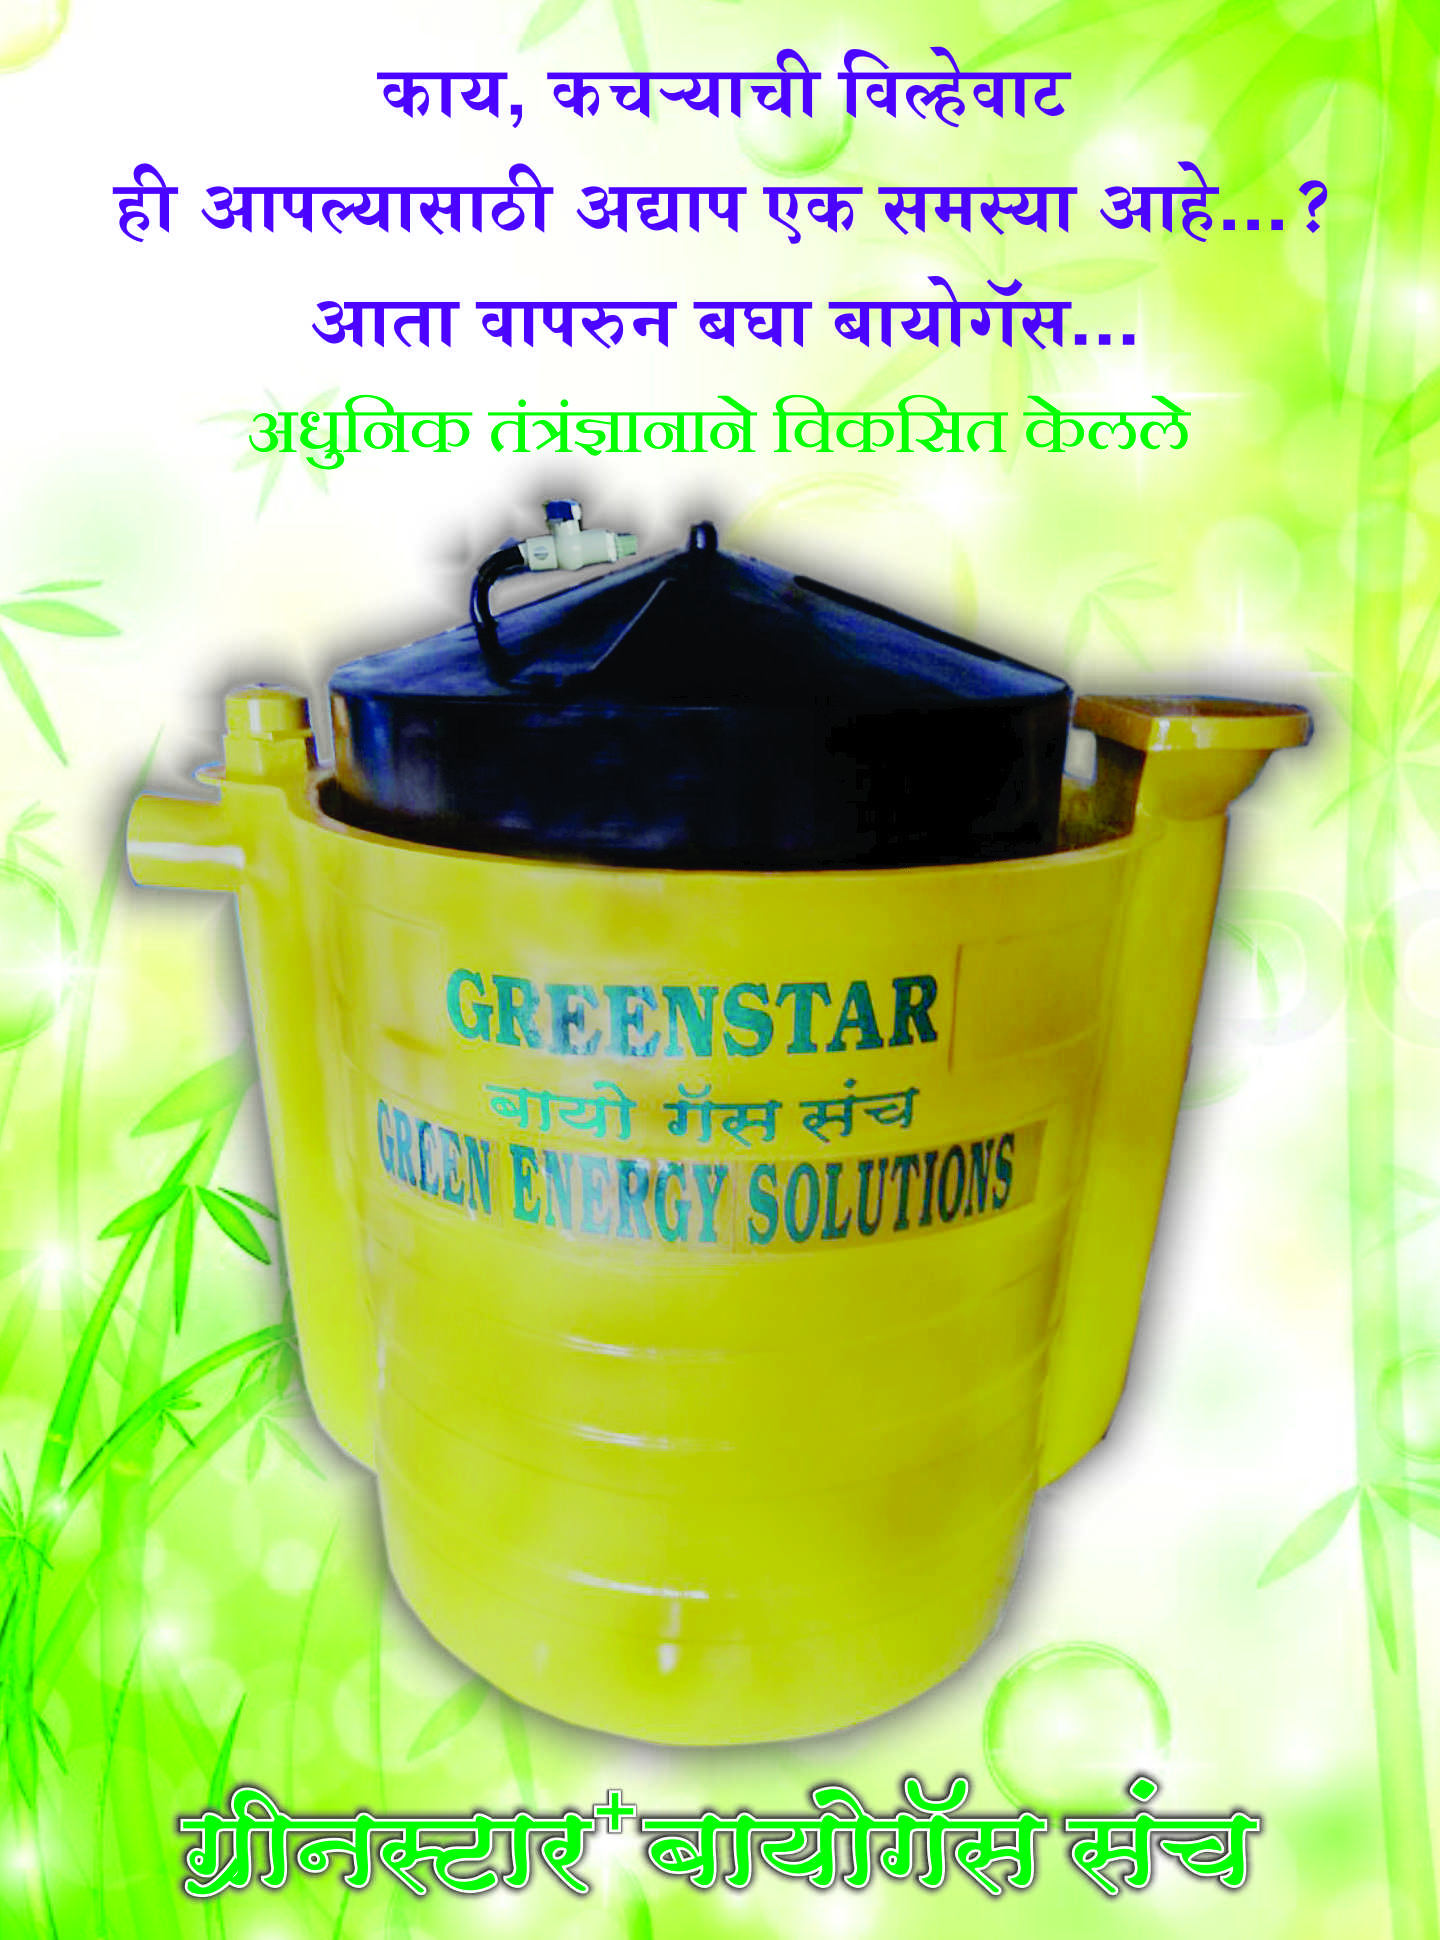 काय, कचऱ्याची विल्हेवाट
ही आपल्यासाठी अद्याप एक समस्या आहे...?
आता वापरुन बघा बायोगॅस...
अधुनिक तंत्रंज्ञानाने विकसित केलले
GREENSTAR
बायो गॅस संच
GREEN ENERGY SOLUTIONS
ग्रीनस्टार+ बायोगॅस संच